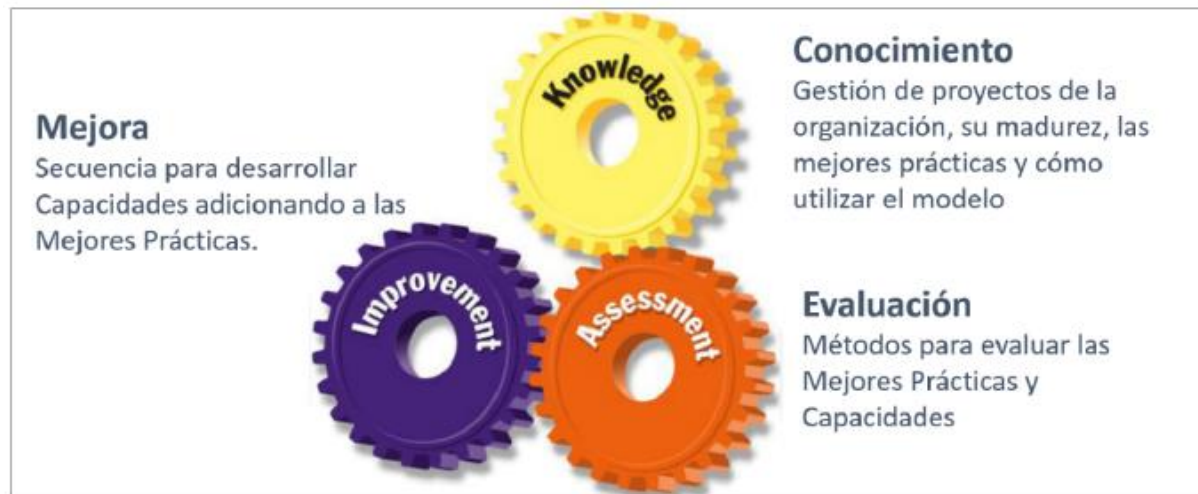 Knowledge
Conocimiento
Gestión de proyectos de la
organización, su madurez, las
mejores prácticas y cómo
utilizar el modelo
Mejora
Secuencia para desarrollar
Capacidades adicionando a las
Mejores Prácticas.
Improvement
Assessment
Evaluación
Métodos para evaluar las
Mejores Prácticas y
Capacidades